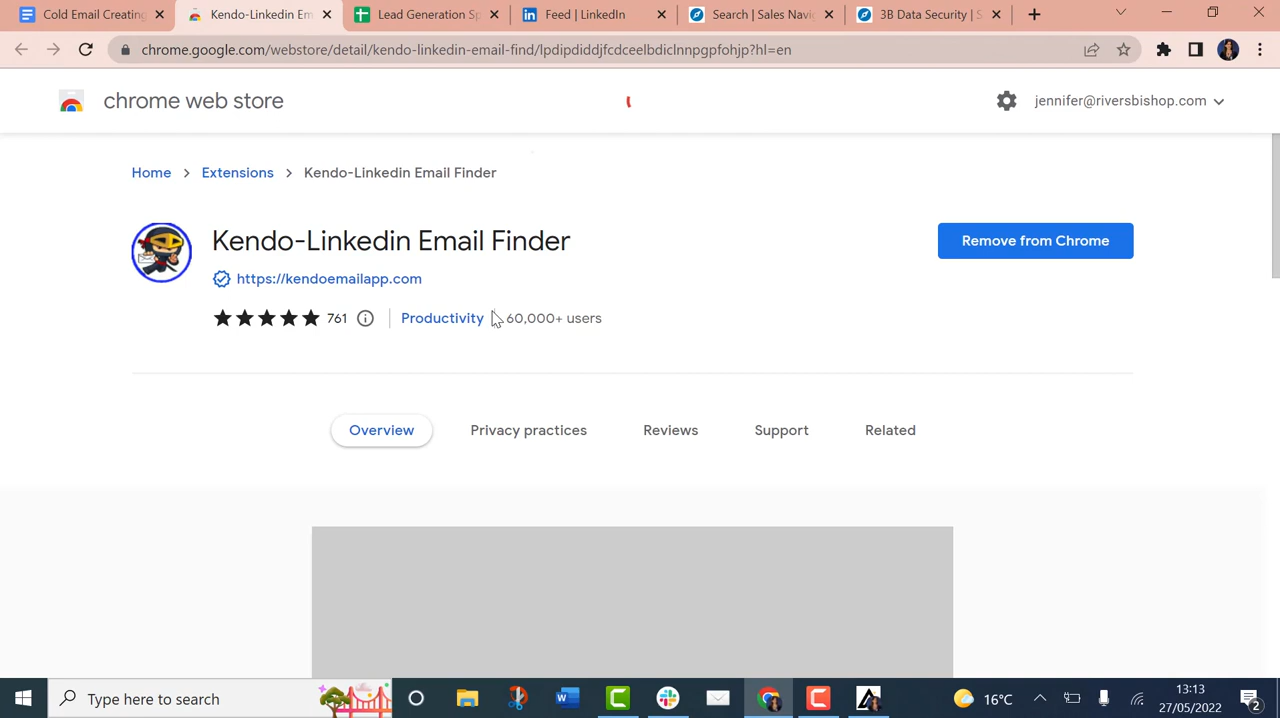 Cold Email Creating
Kendo-Linkedin Em
Lead Generation Sp
Feed | LinkedIn
Search | Sales Navig
3B Data Security | S
chrome.google.com/webstore/detail/kendo-linkedin-email-find/lpdipdiddjfcdceelbdiclnnpgpfohjp?hl=en
chrome web store
jennifer@riversbishop.com
Home > Extensions > Kendo-Linkedin Email Finder
Kendo-Linkedin Email Finder
Remove from Chrome
https://kendoemailapp.com
761
Productivity
60,000+ users
Overview
Privacy practices
Reviews
Support
Related
Type here to search
16°C
13:13
27/05/2022
2